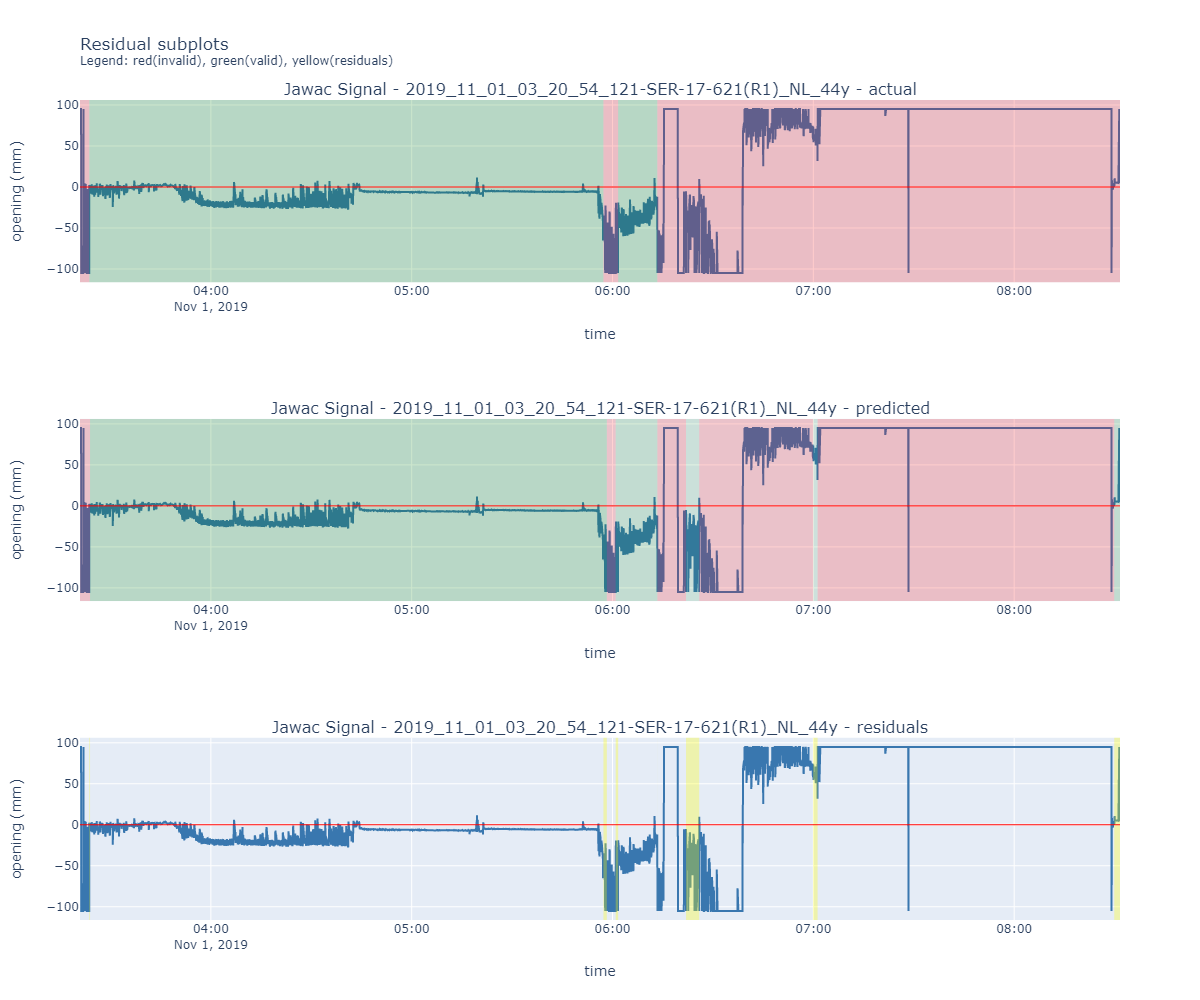 Residual subplots
Legend: red(invalid), green(valid), yellow(residuals)
Jawac Signal - 2019_11_01_03_20_54_121-SER-17-621(R1)_NL_44y - actual
100
50
0
−50
−100
opening (mm)
04:00 05:00 06:00 07:00 08:00
Nov 1, 2019
time
Jawac Signal - 2019_11_01_03_20_54_121-SER-17-621(R1)_NL_44y - predicted
100
50
0
−50
−100
opening (mm)
04:00 05:00 06:00 07:00 08:00
Nov 1, 2019
time
Jawac Signal - 2019_11_01_03_20_54_121-SER-17-621(R1)_NL_44y - residuals
100
50
0
−50
−100
opening (mm)
04:00 05:00 06:00 07:00 08:00
Nov 1, 2019
time